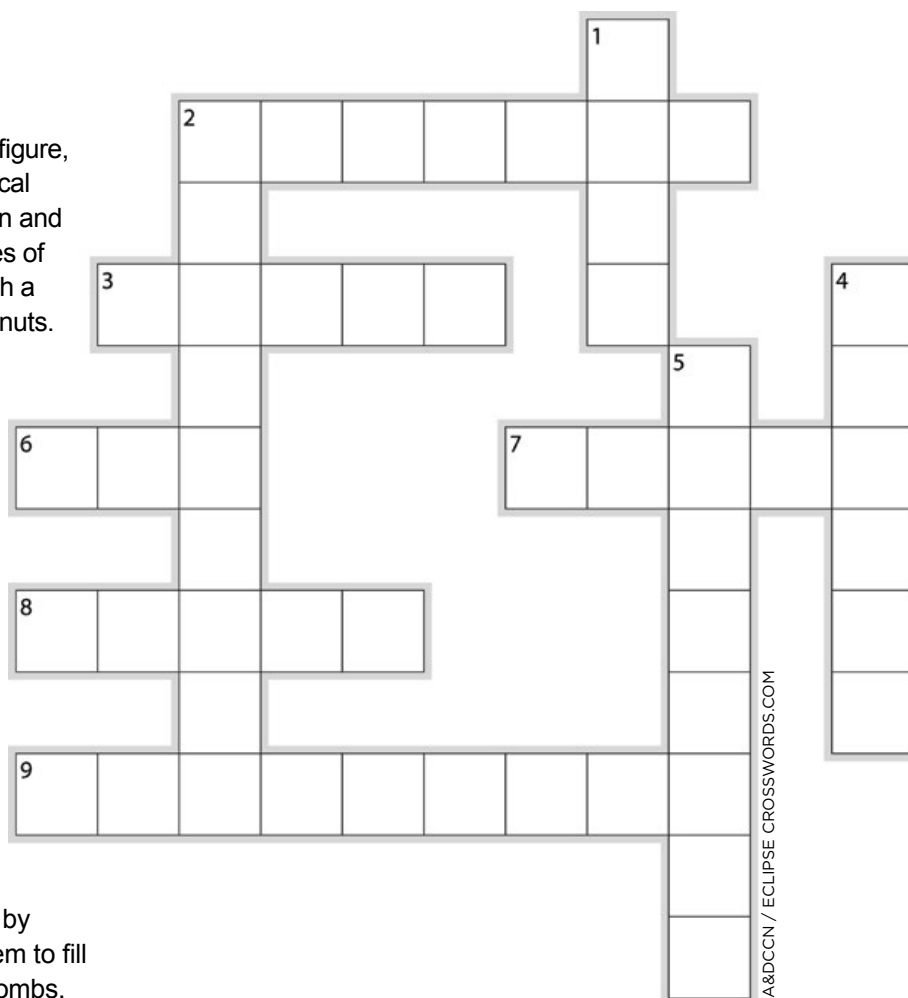 1
2
figure,
cal
n and
es of
h a
nuts.
3
4
5
6
7
8
9
A&DCCN / ECLIPSE CROSSWORDS.COM
by
em to fill
ombs.